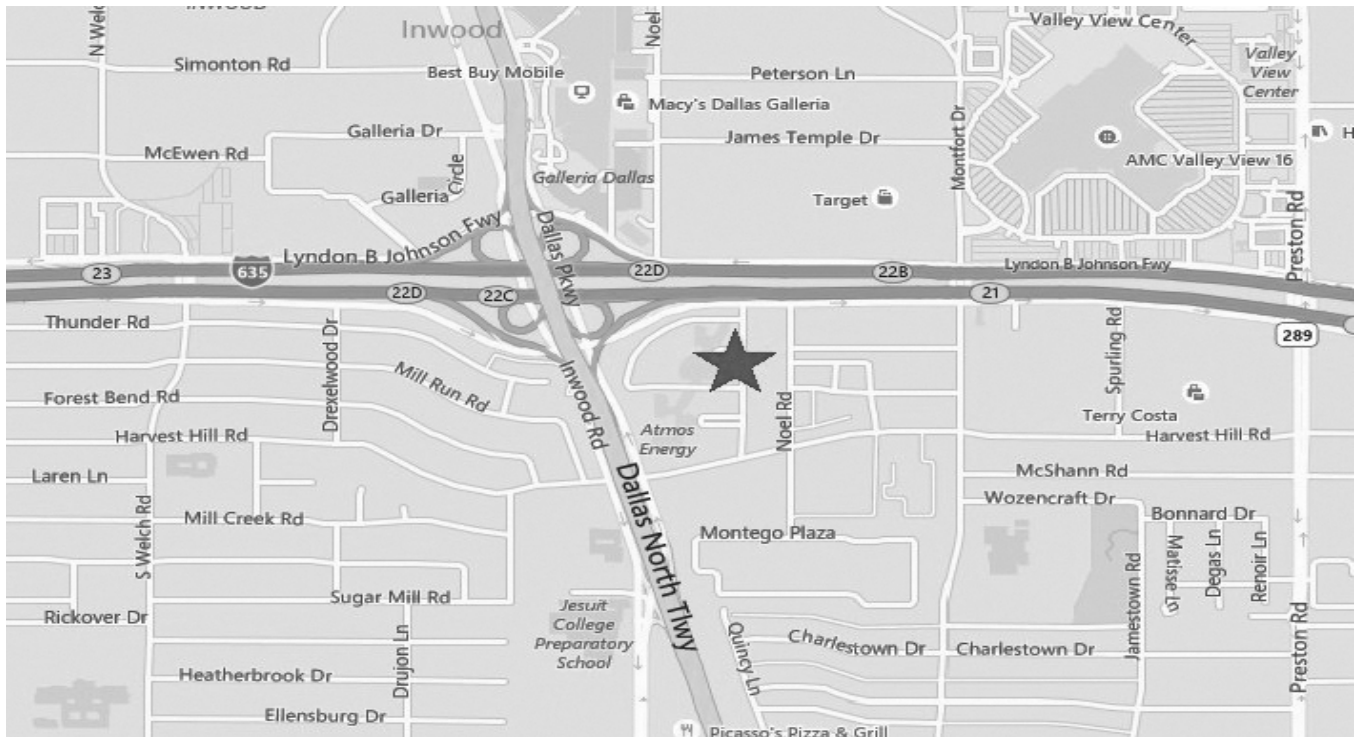 INWOOD
N Welc
Inwood
Noel
Valley View Center
Simonton Rd
Best Buy Mobile
Peterson Ln
Valley
View
Center
Macy's Dallas Galleria
Galleria Dr
James Temple Dr
Montfort Dr
H
McEwen Rd
AMC Valley View 16
Galleria
Circle
Galleria Dallas
Target
Preston Rd
Lyndon B Johnson Fwy
Dallas Pkwy
Lyndon B Johnson Fwy
23
635
22D
22B
22D
22C
21
Thunder Rd
Drexelwood Dr
Inwood Rd
Spurling Rd
289
Mill Run Rd
Forest Bend Rd
Noel Rd
Terry Costa
Harvest Hill Rd
Atmos
Energy
Harvest Hill Rd
Laren Ln
McShann Rd
S Welch Rd
Dallas North Tlwy
Wozencraft Dr
Mill Creek Rd
Montego Plaza
Bonnard Dr
Matisse Ln
Degas Ln
Renoir Ln
Sugar Mill Rd
Rickover Dr
Jesuit
College
Preparatory
School
Drujon Ln
Quincy Ln
Charlestown Dr
Charlestown Dr
Jamestown Rd
Preston Rd
Heatherbrook Dr
Ellensburg Dr
Picasso's Pizza & Grill